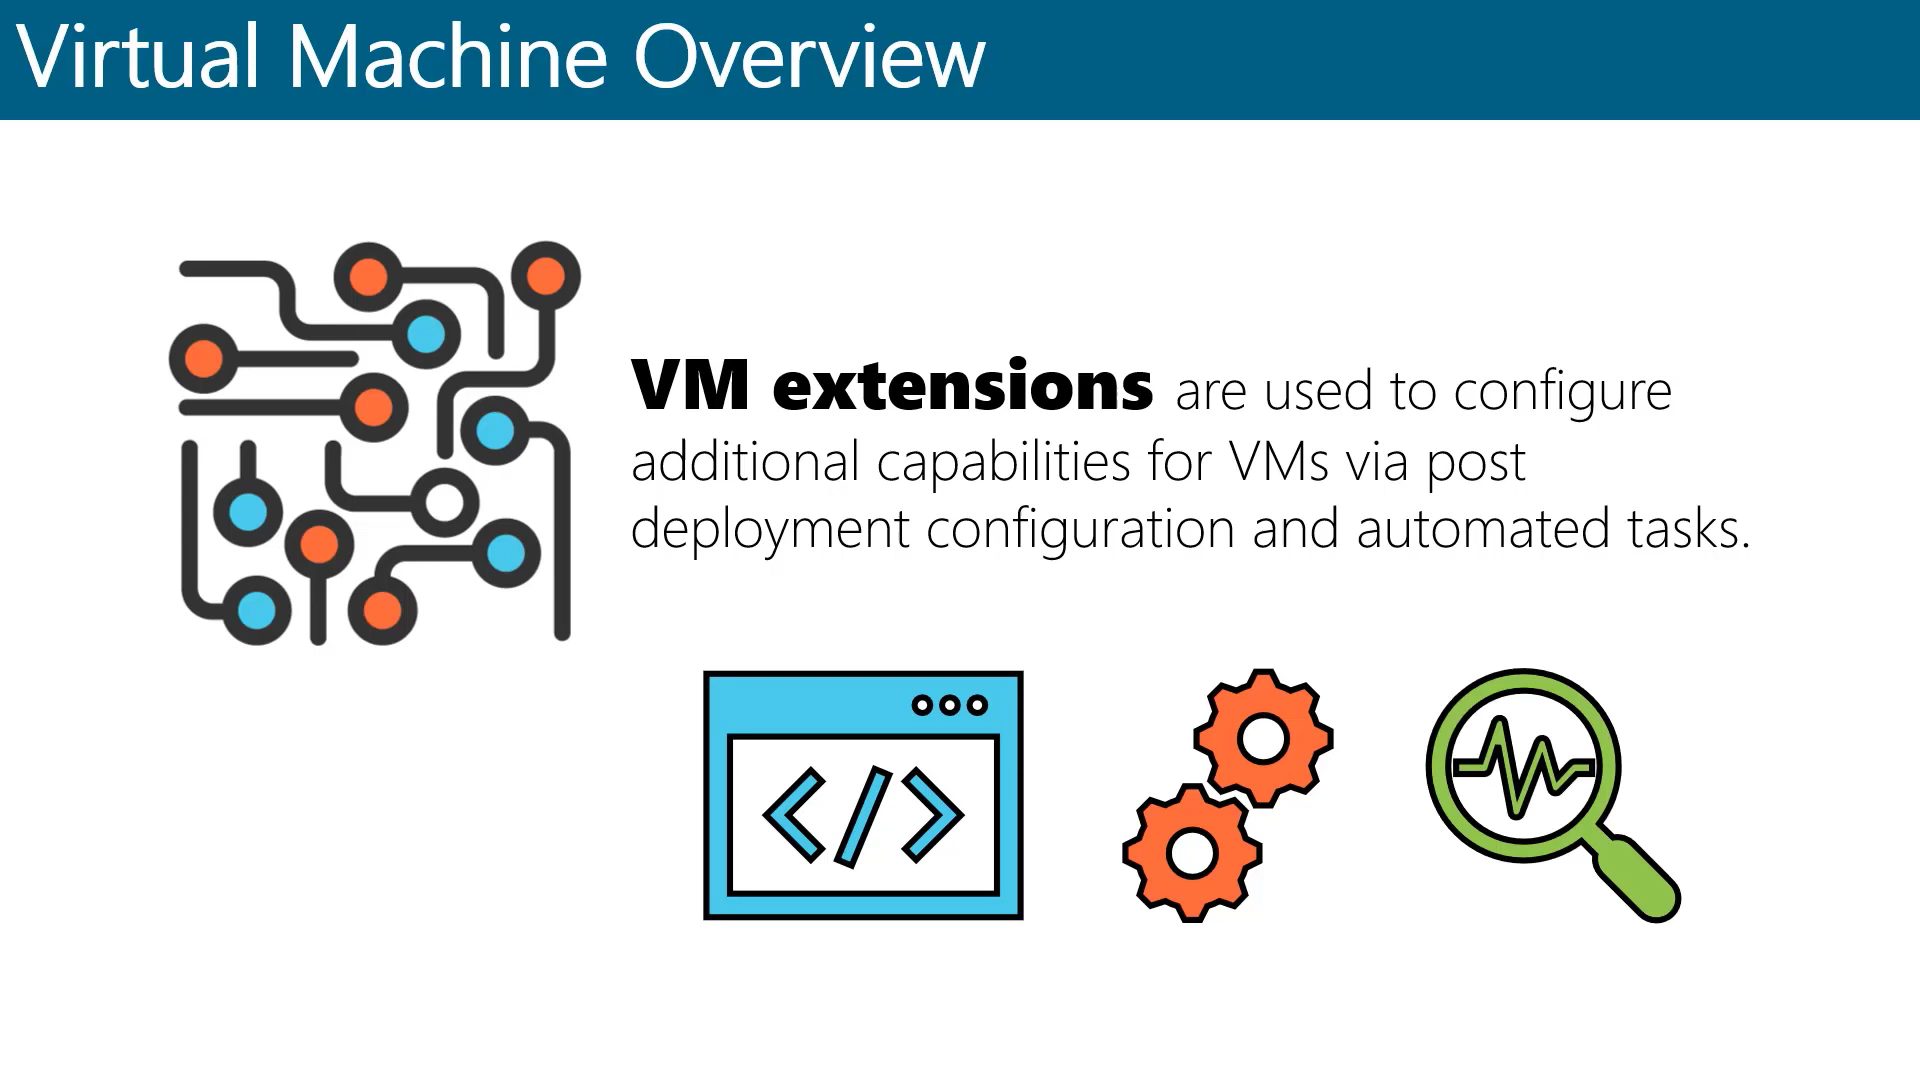 Virtual Machine Overview
VM extensions are used to configure
additional capabilities for VMs via post
deployment configuration and automated tasks.